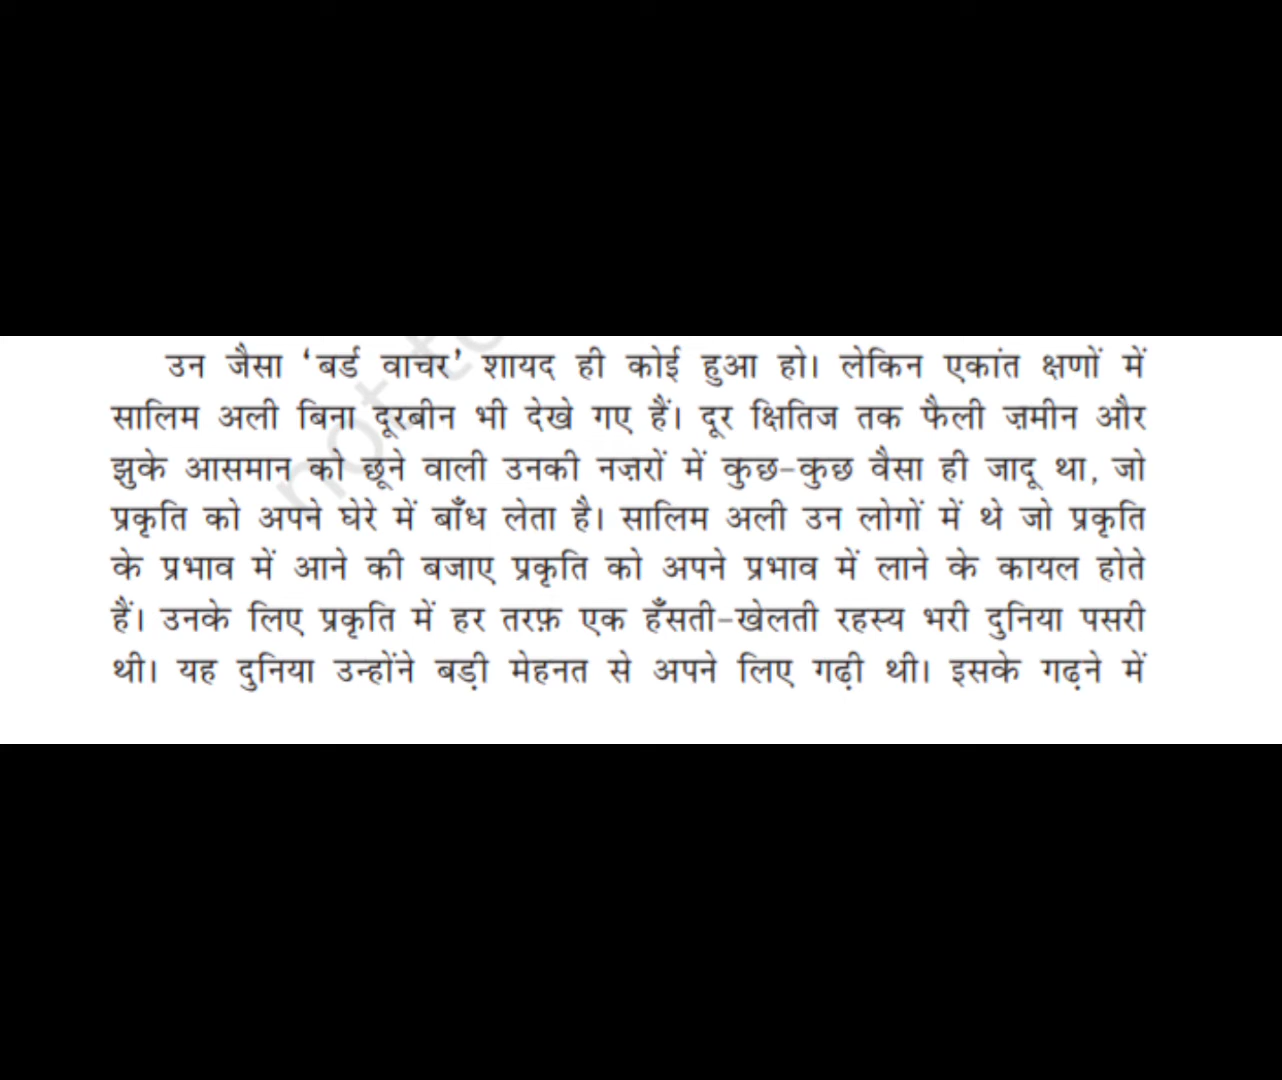 उन जैसा ‘बर्ड वाचर’ शायद ही कोई हुआ हो। लेकिन एकांत क्षणों में
सालिम अली बिना दूरबीन भी देखे गए हैं। दूर क्षितिज तक फैली ज़मीन और
झुके आसमान को छूने वाली उनकी नज़रों में कुछ-कुछ वैसा ही जादू था, जो
प्रकृति को अपने घेरे में बाँध लेता है। सालिम अली उन लोगों में थे जो प्रकृति
के प्रभाव में आने की बजाए प्रकृति को अपने प्रभाव में लाने के कायल होते
हैं। उनके लिए प्रकृति में हर तरफ़ एक हँसती-खेलती रहस्य भरी दुनिया पसरी
थी। यह दुनिया उन्होंने बड़ी मेहनत से अपने लिए गढ़ी थी। इसके गढ़ने में
not to